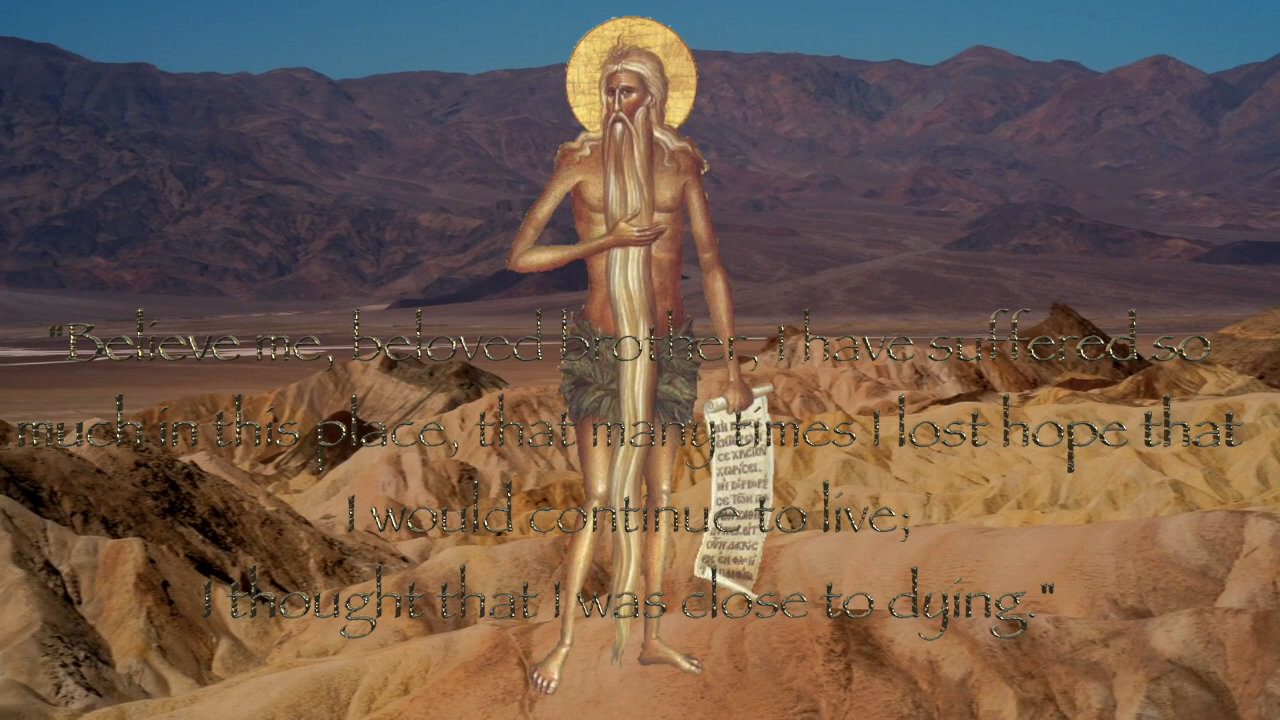 "Believe me, beloved brother, I have suffered so
much in this place, that many times I lost hope that
I would continue to live;
I thought that I was close to dying."
ΧωΡΙCΕΙ